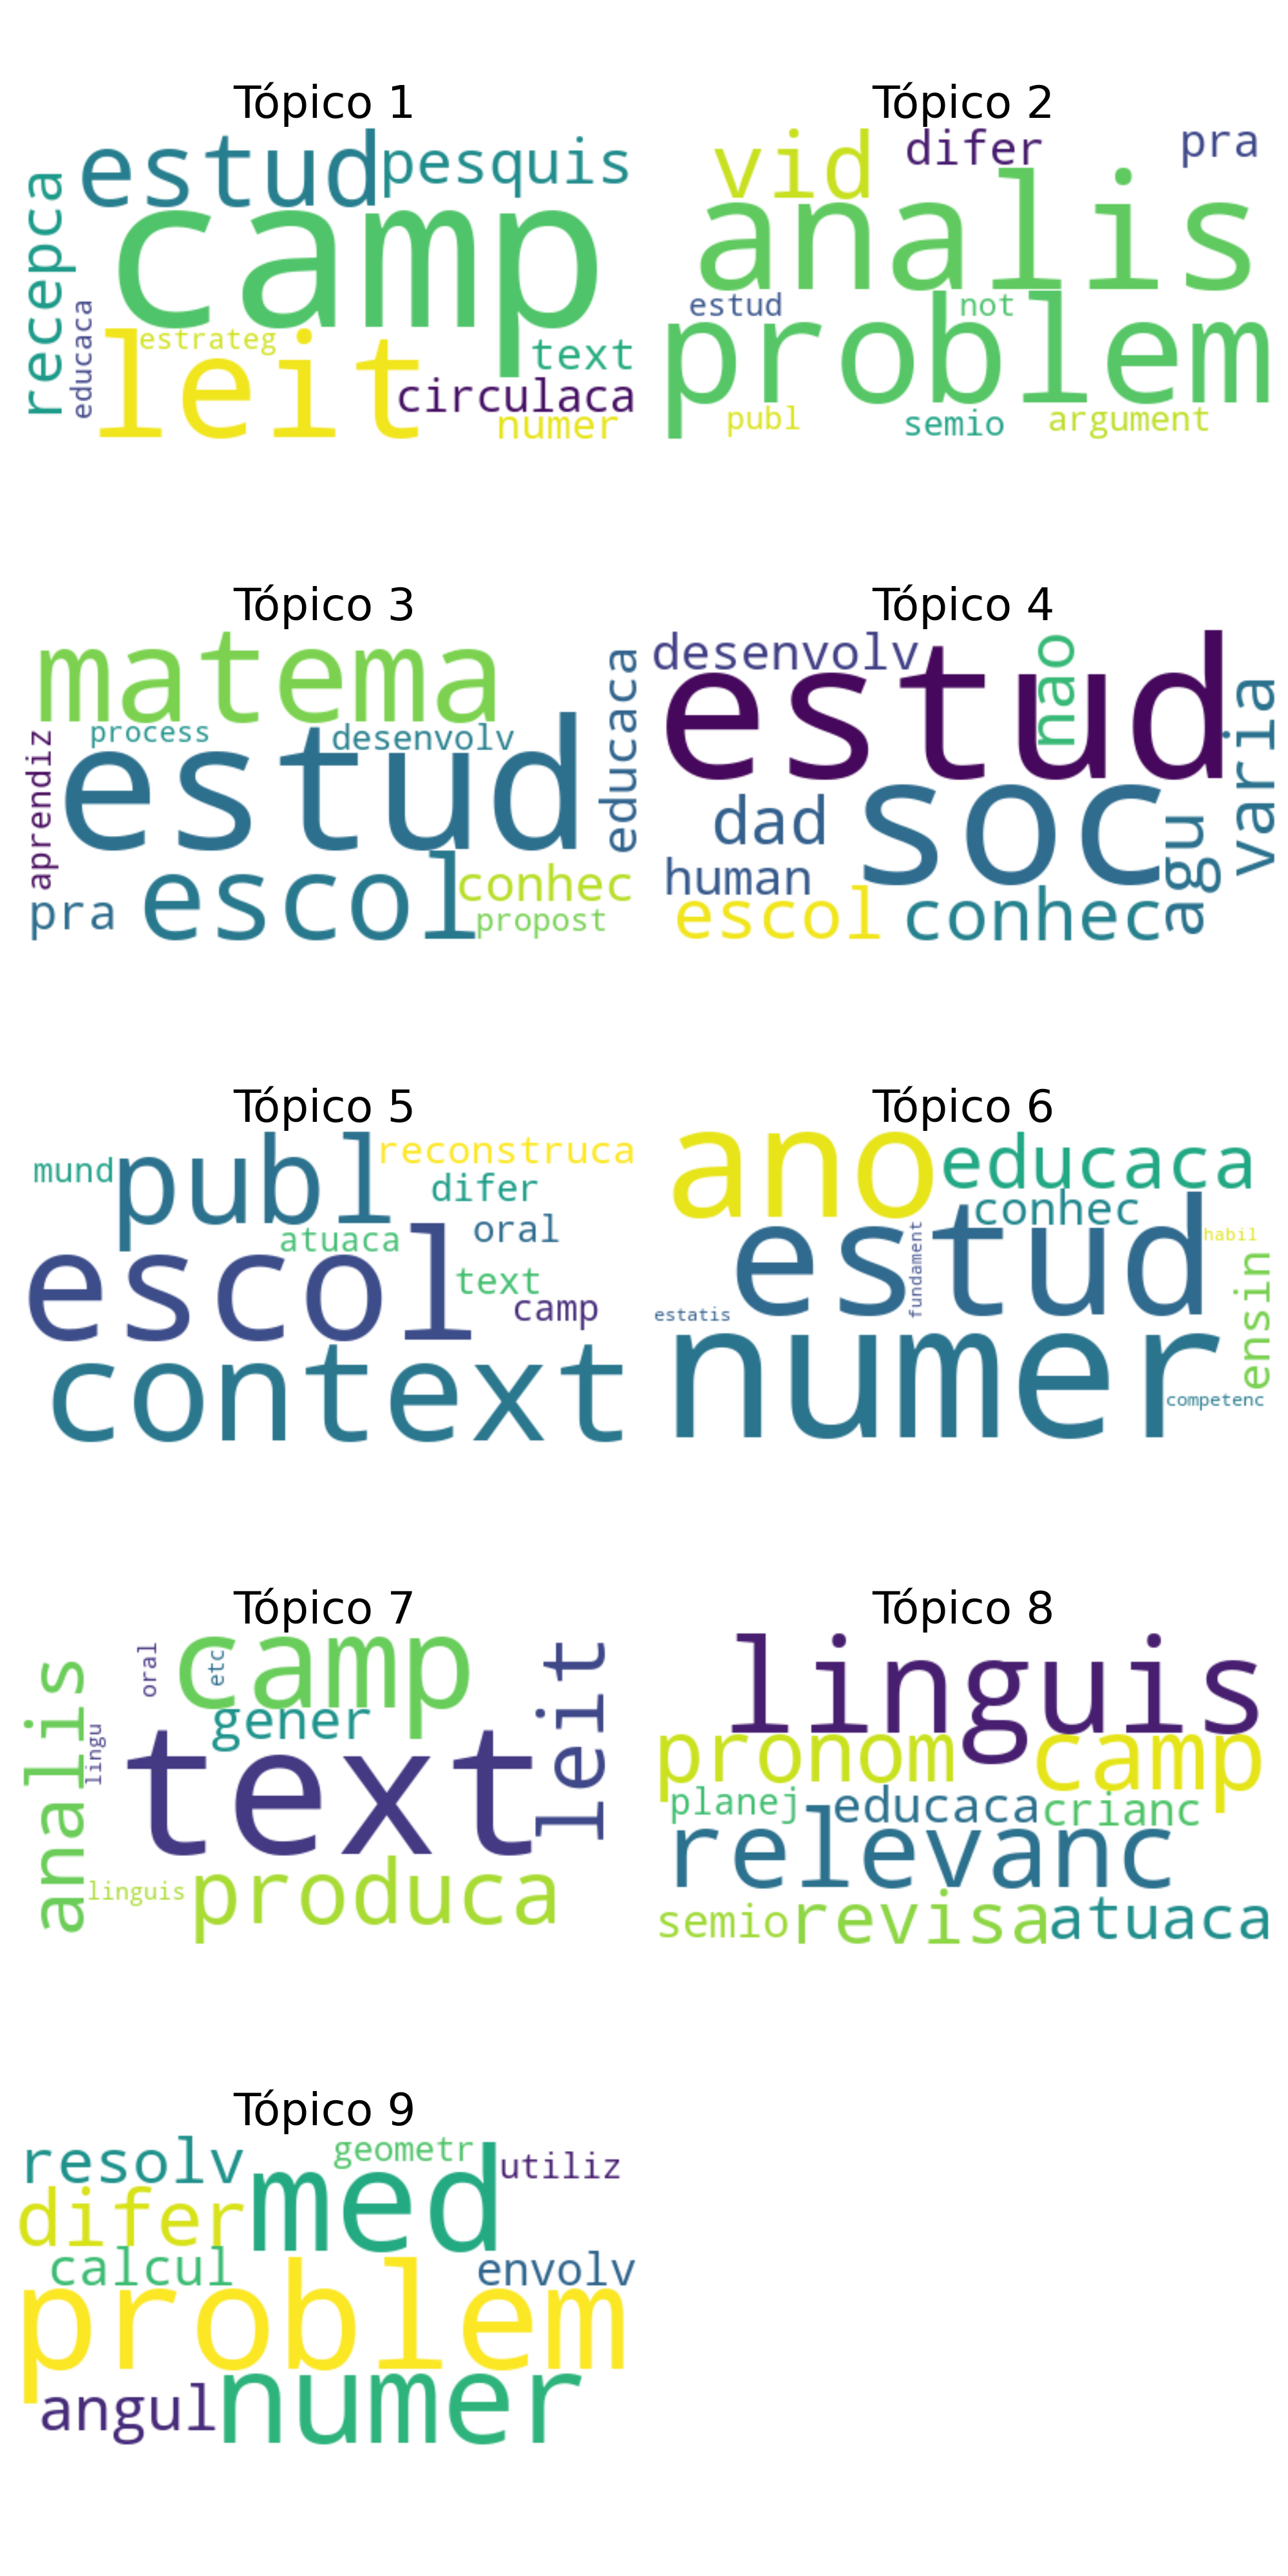 Tópico 1
estud
pesquis
recepca
camp
educaca
estrateg
leit
text
circulaca
numer
Tópico 2
vid
difer
pra
analis
estud
not
problem
publ
semio
argument
Tópico 3
matema
educaca
process
desenvolv
aprendiz
estud
escol
conhec
pra
propost
Tópico 4
desenvolv
nao
estud
varia
soc
dad
agu
human
escol
conhec
Tópico 5
publ
reconstruca
mund
difer
oral
atuaca
escol
text
camp
context
Tópico 6
ano
educaca
conhec
estud
fundament
habil
ensin
estatis
numer
competenc
Tópico 7
oral
camp
etc
analis
gener
leit
lingu
text
linguis
produca
Tópico 8
linguis
pronom
camp
planej
educaca
crianc
relevanc
semio
revisa
atuaca
Tópico 9
resolv
geometr
utiliz
med
difer
calcul
envolv
problem
angul
numer